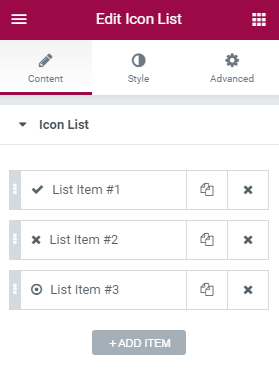 Edit Icon List
Content Style Advanced
Icon List
List Item #1
List Item #2
List Item #3
+ ADD ITEM